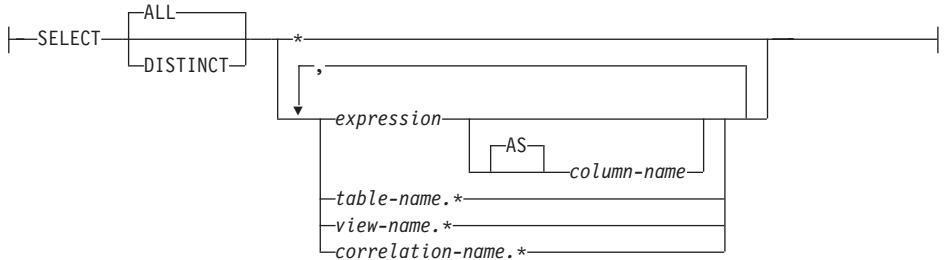 ALL
SELECT *
DISTINCT ,
expression
AS
column-name
table-name.*
view-name.*
correlation-name.*